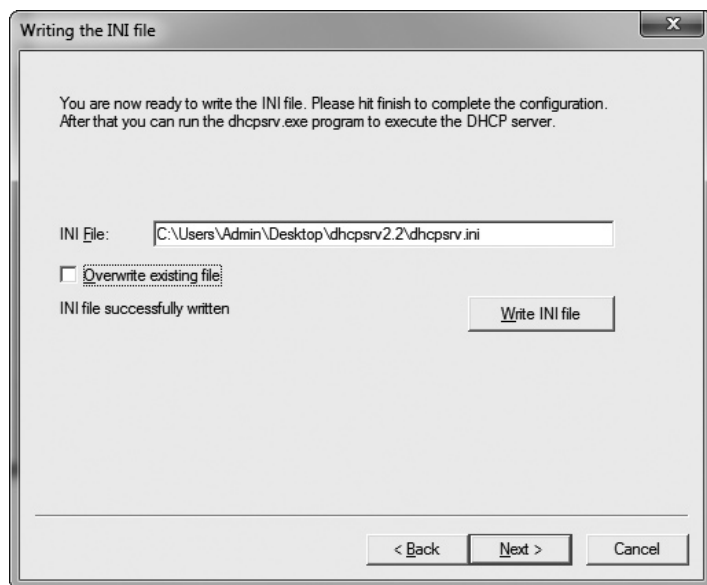 Writing the INI file
You are now ready to write the INI file. Please hit finish to complete the configuration.
After that you can run the dhcpsrv.exe program to execute the DHCP server.
INI File:
C:\Users\Admin\Desktop\dhcpsrv2.2\dhcpsrv.ini
Overwrite existing file
INI file successfully written
Write INI file
< Back
Next >
Cancel